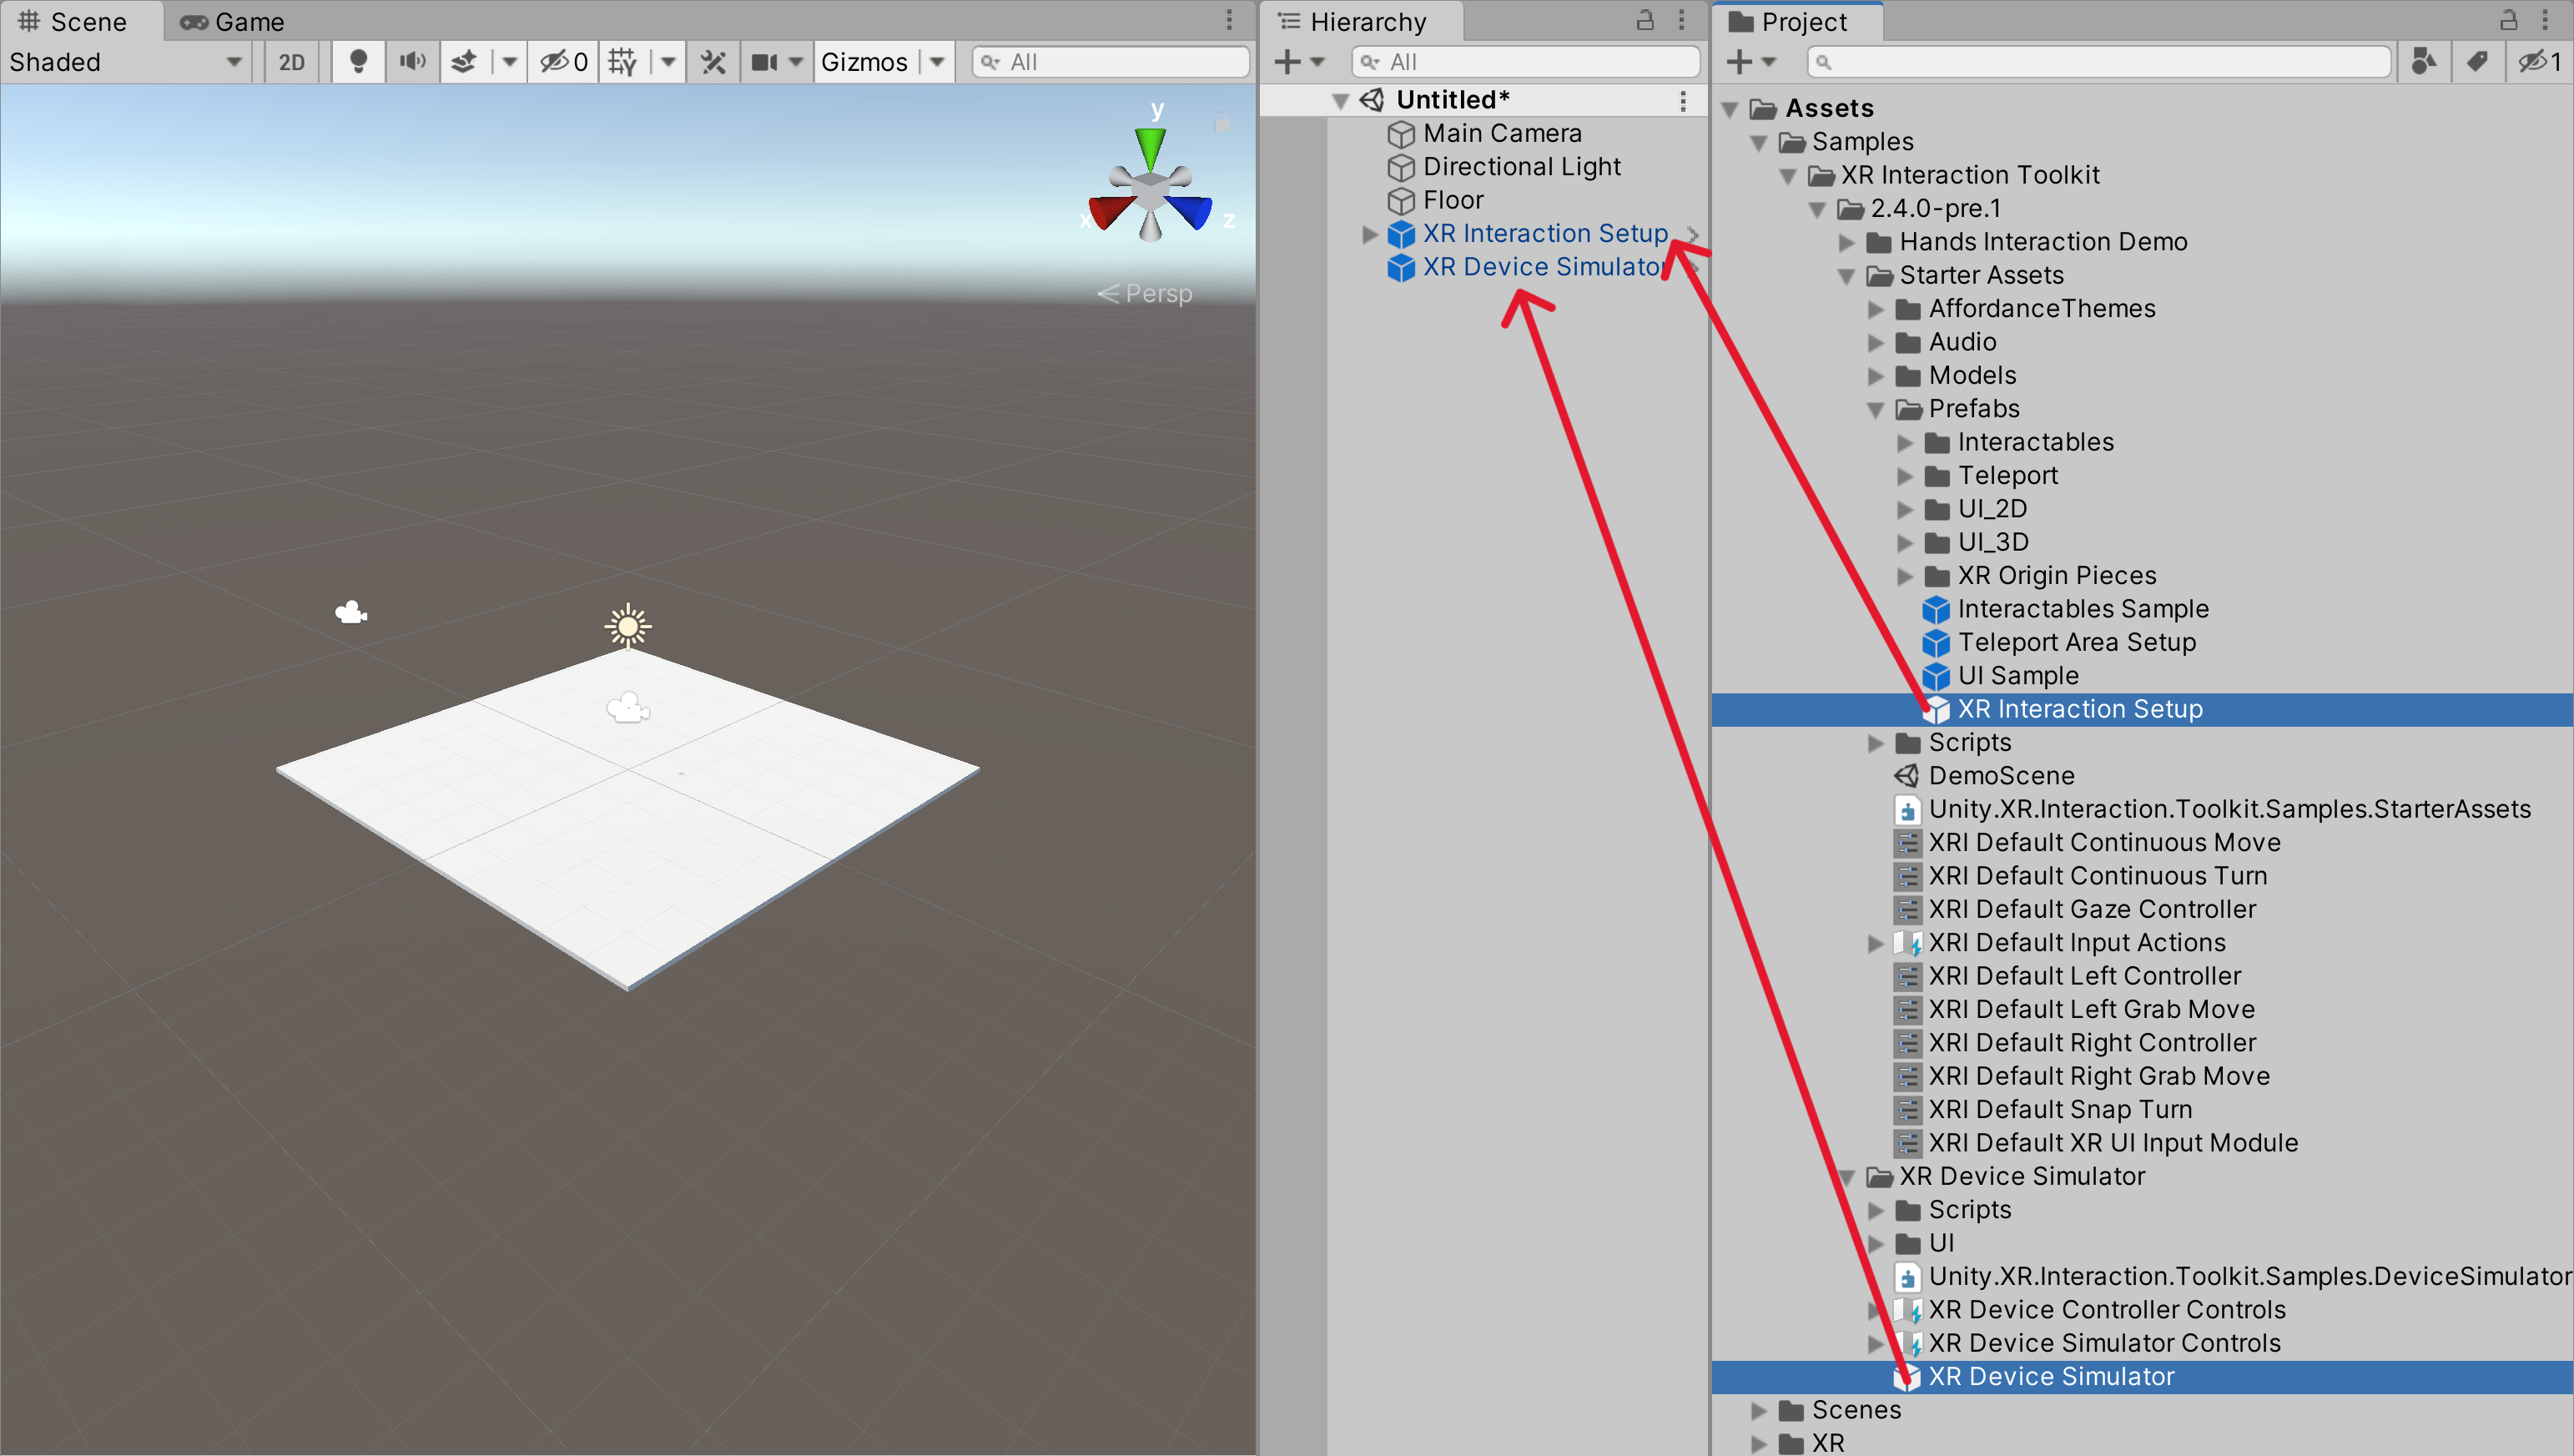 Scene
Game
Shaded
2D
0
Gizmos
All
y
x
z
Persp
Hierarchy
All
Untitled*
Main Camera
Directional Light
Floor
XR Interaction Setup
XR Device Simulator
Project
1
Assets
Samples
XR Interaction Toolkit
2.4.0-pre.1
Hands Interaction Demo
Starter Assets
AffordanceThemes
Audio
Models
Prefabs
Interactables
Teleport
UI_2D
UI_3D
XR Origin Pieces
Interactables Sample
Teleport Area Setup
UI Sample
XR Interaction Setup
Scripts
DemoScene
Unity.XR.Interaction.Toolkit.Samples.StarterAssets
XRI Default Continuous Move
XRI Default Continuous Turn
XRI Default Gaze Controller
XRI Default Input Actions
XRI Default Left Controller
XRI Default Left Grab Move
XRI Default Right Controller
XRI Default Right Grab Move
XRI Default Snap Turn
XRI Default XR UI Input Module
XR Device Simulator
Scripts
UI
Unity.XR.Interaction.Toolkit.Samples.DeviceSimulator
XR Device Controller Controls
XR Device Simulator Controls
XR Device Simulator
Scenes
XR